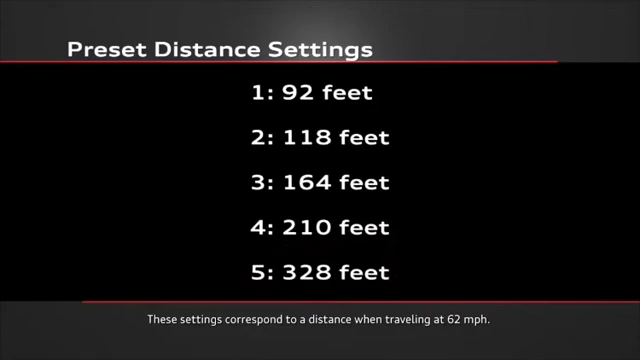 Preset Distance Settings
1: 92 feet
2: 118 feet
3: 164 feet
4: 210 feet
5: 328 feet
These settings correspond to a distance when traveling at 62 mph.